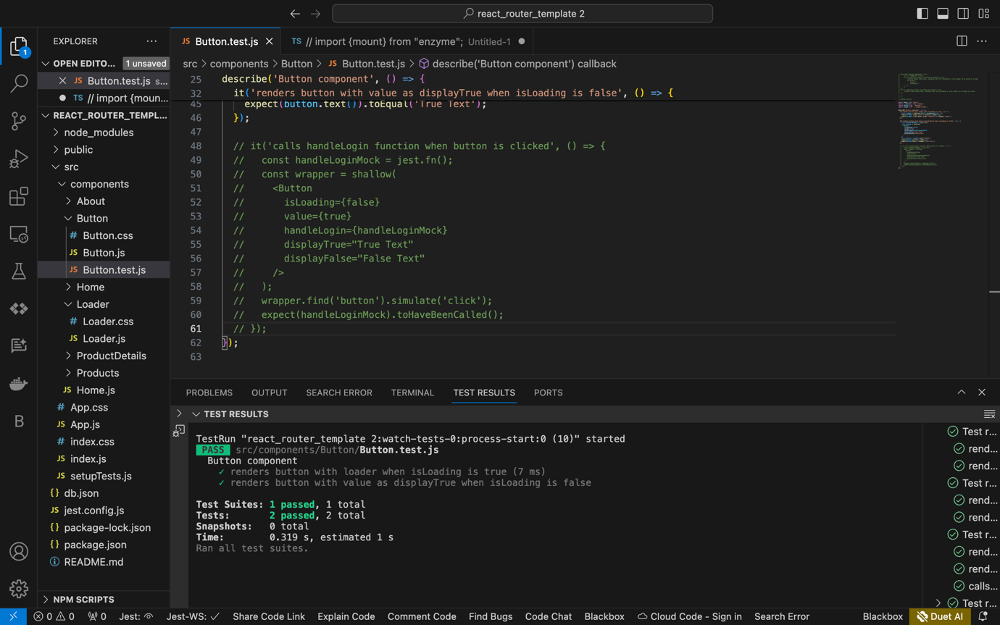 react_router_template 2
EXPLORER
OPEN EDITO... 1 unsaved
JS Button.test.js s...
TS // import {moun...
REACT_ROUTER_TEMPL...
node_modules
public
src
components
About
Button
# Button.css
JS Button.js
JS Button.test.js
Home
Loader
# Loader.css
JS Loader.js
ProductDetails
Products
JS Home.js
# App.css
JS App.js
# index.css
JS index.js
JS setupTests.js
{} db.json
JS jest.config.js
{} package-lock.json
{} package.json
README.md
NPM SCRIPTS
1
B
JS Button.test.js
TS // import {mount} from "enzyme"; Untitled-1
src > components > Button > JS Button.test.js > describe('Button component') callback
25 describe('Button component', () => {
32 it('renders button with value as displayTrue when isLoading is false', () => {
45 expect(button.text()).toEqual('True Text');
46 });
47
48 // it('calls handleLogin function when button is clicked', () => {
49 // const handleLoginMock = jest.fn();
50 // const wrapper = shallow(
51 // <Button
52 // isLoading={false}
53 // value={true}
54 // handleLogin={handleLoginMock}
55 // displayTrue="True Text"
56 // displayFalse="False Text"
57 // />
58 // );
59 // wrapper.find('button').simulate('click');
60 // expect(handleLoginMock).toHaveBeenCalled();
61 // });
62 });
63
PROBLEMS OUTPUT SEARCH ERROR TERMINAL TEST RESULTS PORTS
TEST RESULTS
TestRun "react_router_template 2:watch-tests-0:process-start:0 (10)" started
PASS src/components/Button/Button.test.js
Button component
✓ renders button with loader when isLoading is true (7 ms)
✓ renders button with value as displayTrue when isLoading is false
Test Suites: 1 passed, 1 total
Tests: 2 passed, 2 total
Snapshots: 0 total
Time: 0.319 s, estimated 1 s
Ran all test suites.
Test r...
rend...
rend...
Test r...
rend...
rend...
Test r...
rend...
rend...
calls...
Test r...
0 0 0 Jest: Jest-WS: ✓ Share Code Link Explain Code Comment Code Find Bugs Code Chat Blackbox Cloud Code - Sign in Search Error Blackbox Duet AI